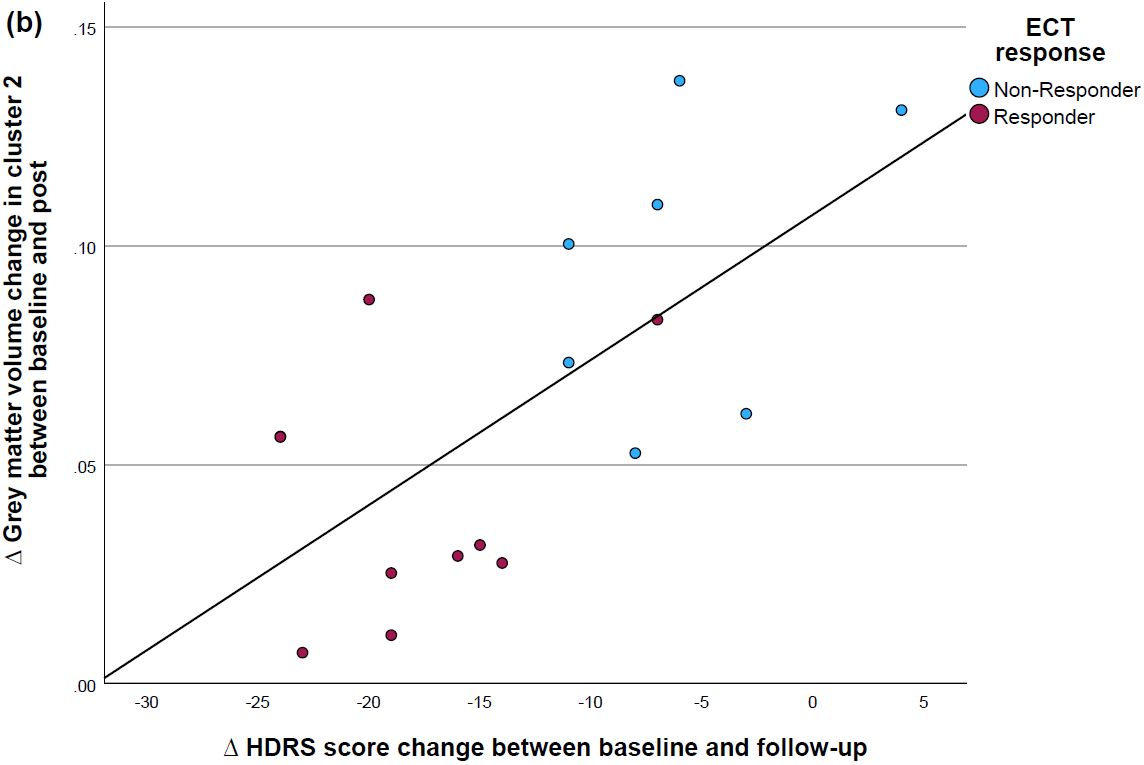 (b)
Δ Grey matter volume change in cluster 2
between baseline and post
.15
.10
.05
.00
-30 -25 -20 -15 -10 -5 0 5
Δ HDRS score change between baseline and follow-up
ECT
response
Non-Responder
Responder